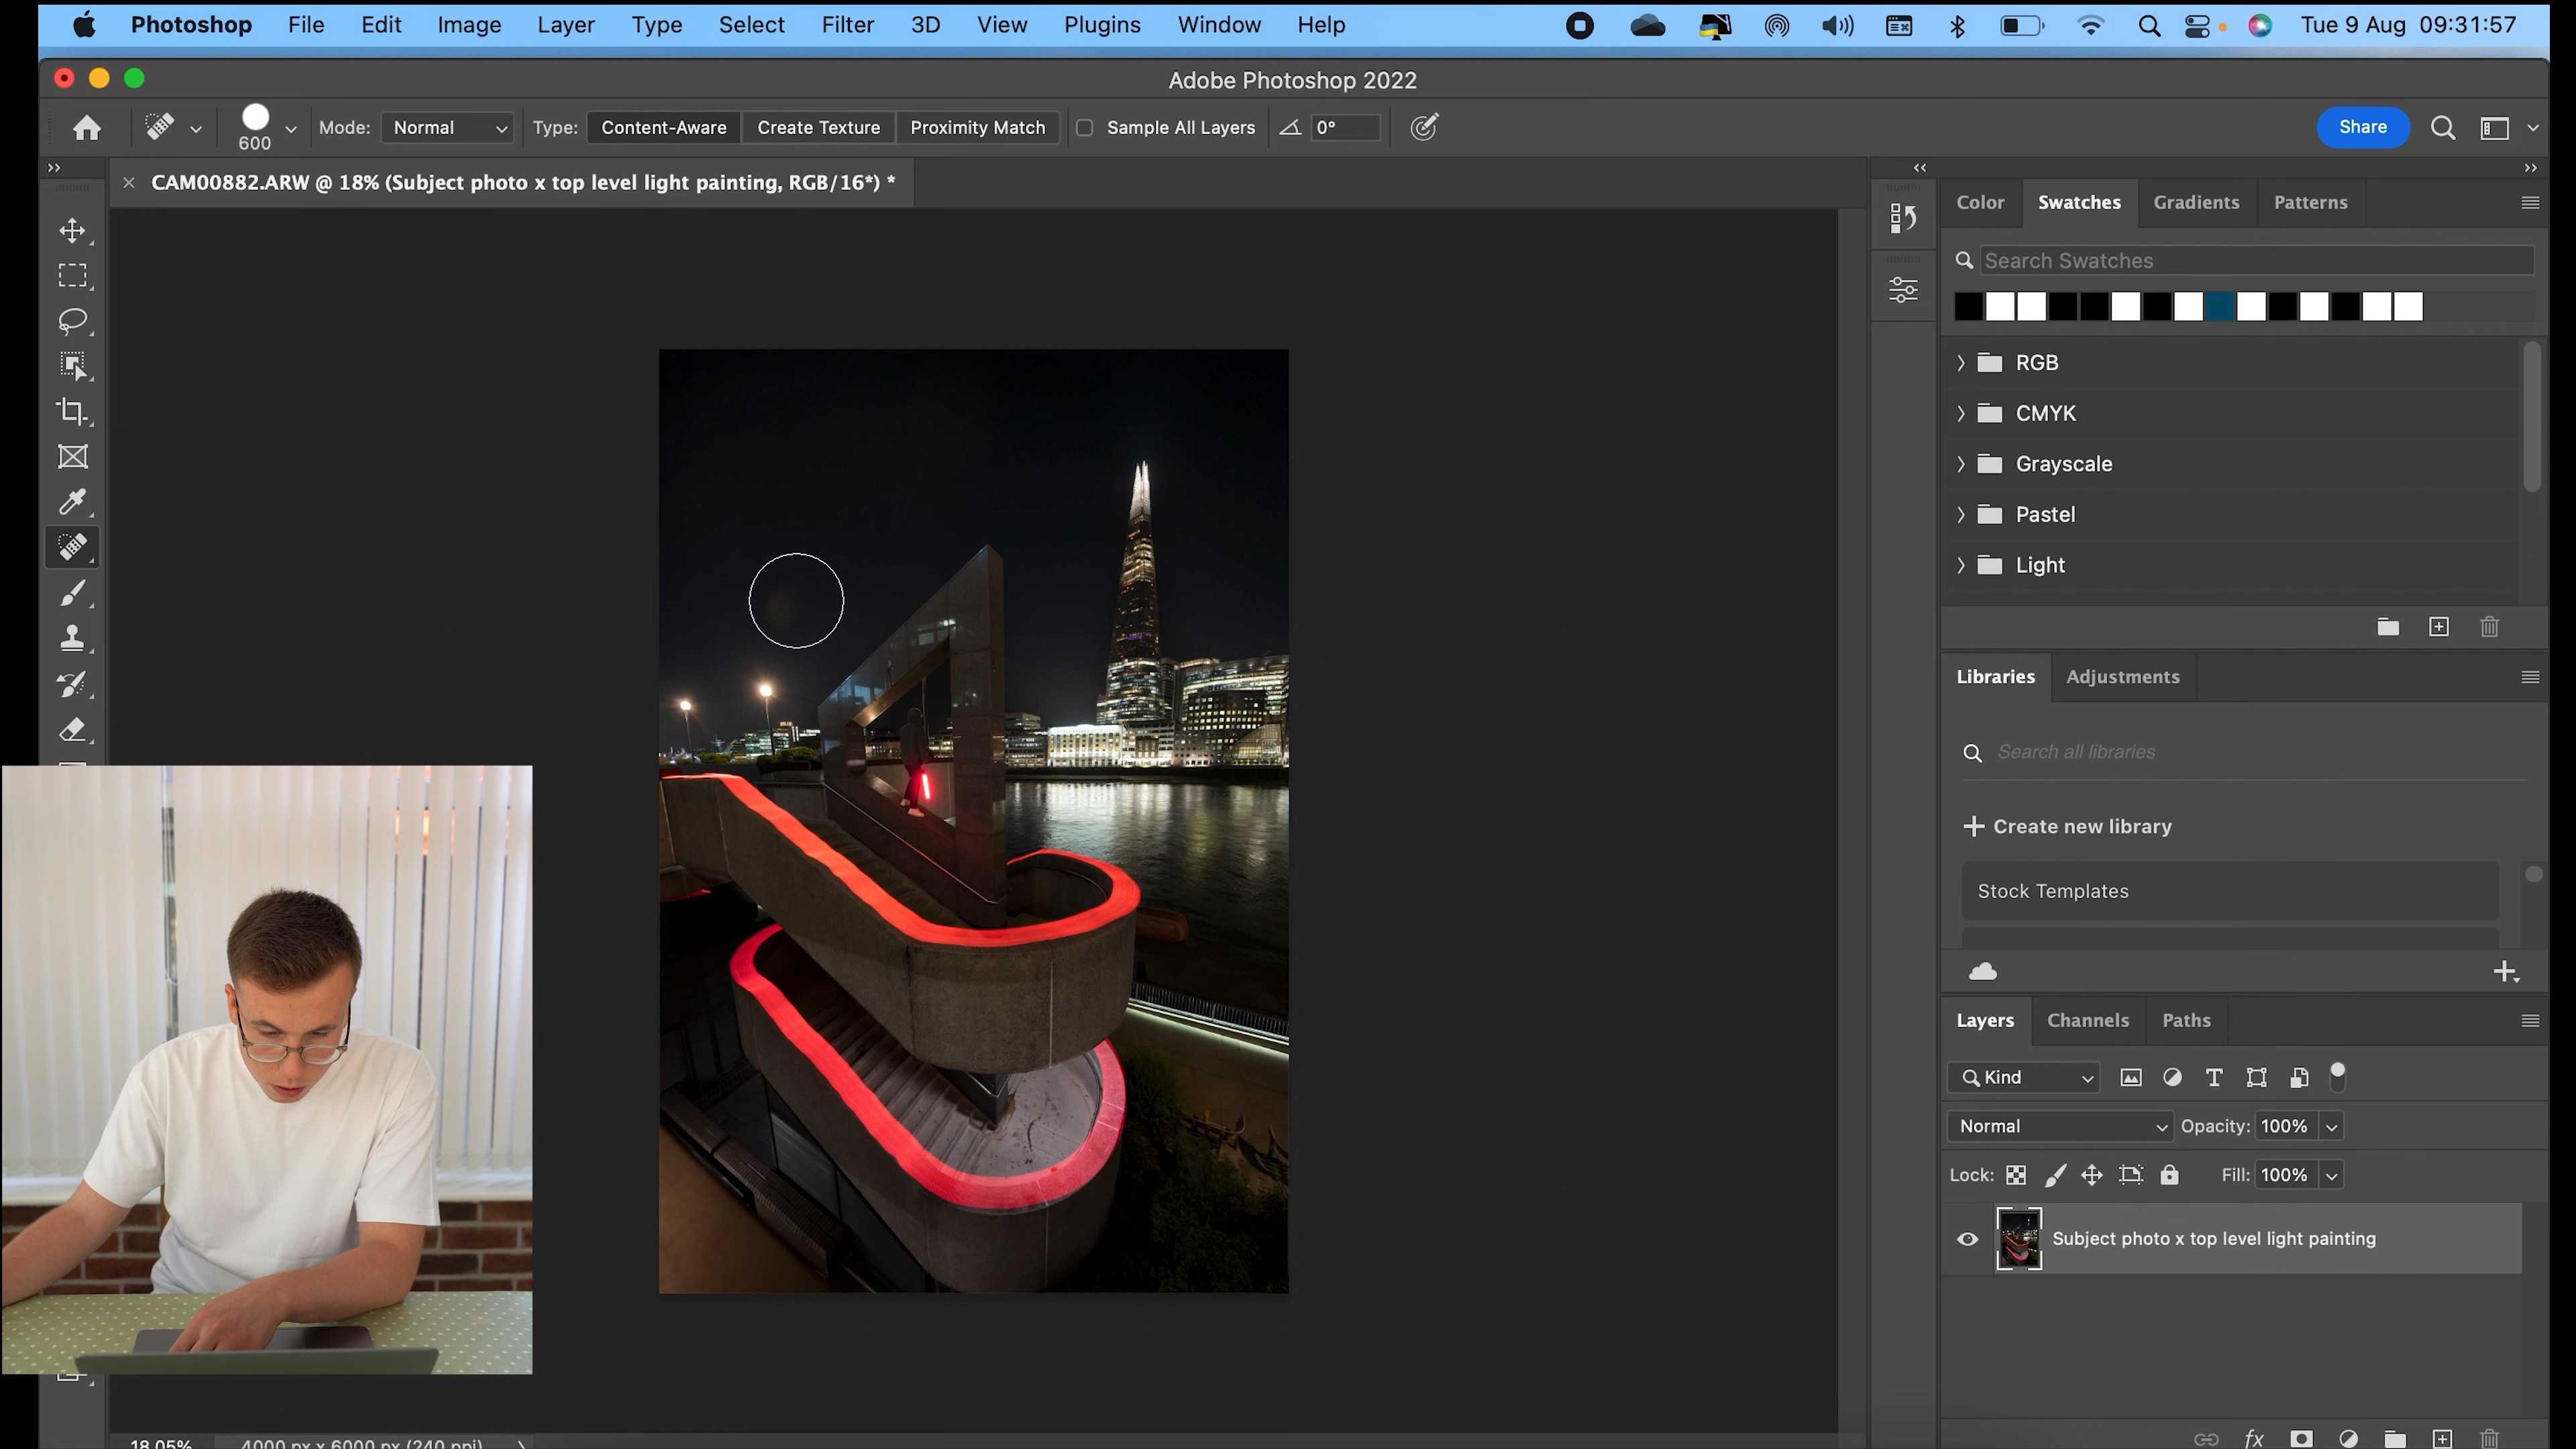 Photoshop File Edit Image Layer Type Select Filter 3D View Plugins Window Help Tue 9 Aug 09:31:57
Adobe Photoshop 2022
600 Mode: Normal Type: Content-Aware Create Texture Proximity Match Sample All Layers 0° Share
CAM00882.ARW @ 18% (Subject photo x top level light painting, RGB/16*) *
Color Swatches Gradients Patterns
Search Swatches
RGB
CMYK
Grayscale
Pastel
Light
Libraries Adjustments
Search all libraries
Create new library
Stock Templates
Layers Channels Paths
Kind
Normal Opacity: 100%
Lock: Fill: 100%
Subject photo x top level light painting
18.05% 4000 px x 6000 px (240 ppi)
fx